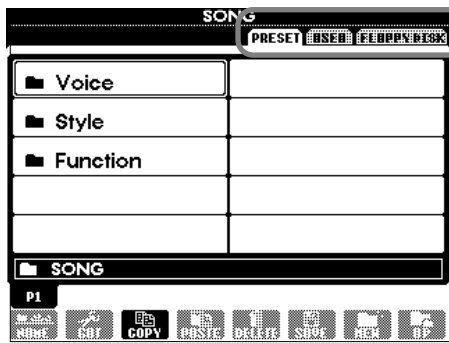 SONG
PRESET USER FLOPPY DISK
Voice
Style
Function
SONG
P1
NAME CUT COPY PASTE DELETE SAVE NEW UP